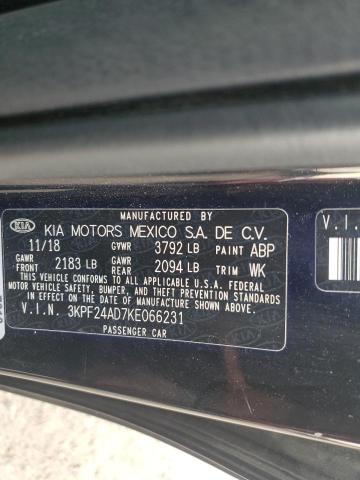 MANUFACTURED BY
KIA KIA MOTORS MEXICO S.A. DE C.V.
11/18 GVWR 3792 LB PAINT ABP
GAWR FRONT 2183 LB GAWR REAR 2094 LB TRIM WK
THIS VEHICLE CONFORMS TO ALL APPLICABLE U.S.A. FEDERAL
MOTOR VEHICLE SAFETY, BUMPER, AND THEFT PREVENTION
STANDARDS IN EFFECT ON THE DATE OF MANUFACTURE SHOWN ABOVE.
V.I.N. 3KPF24AD7KE066231
PASSENGER CAR
V.I.